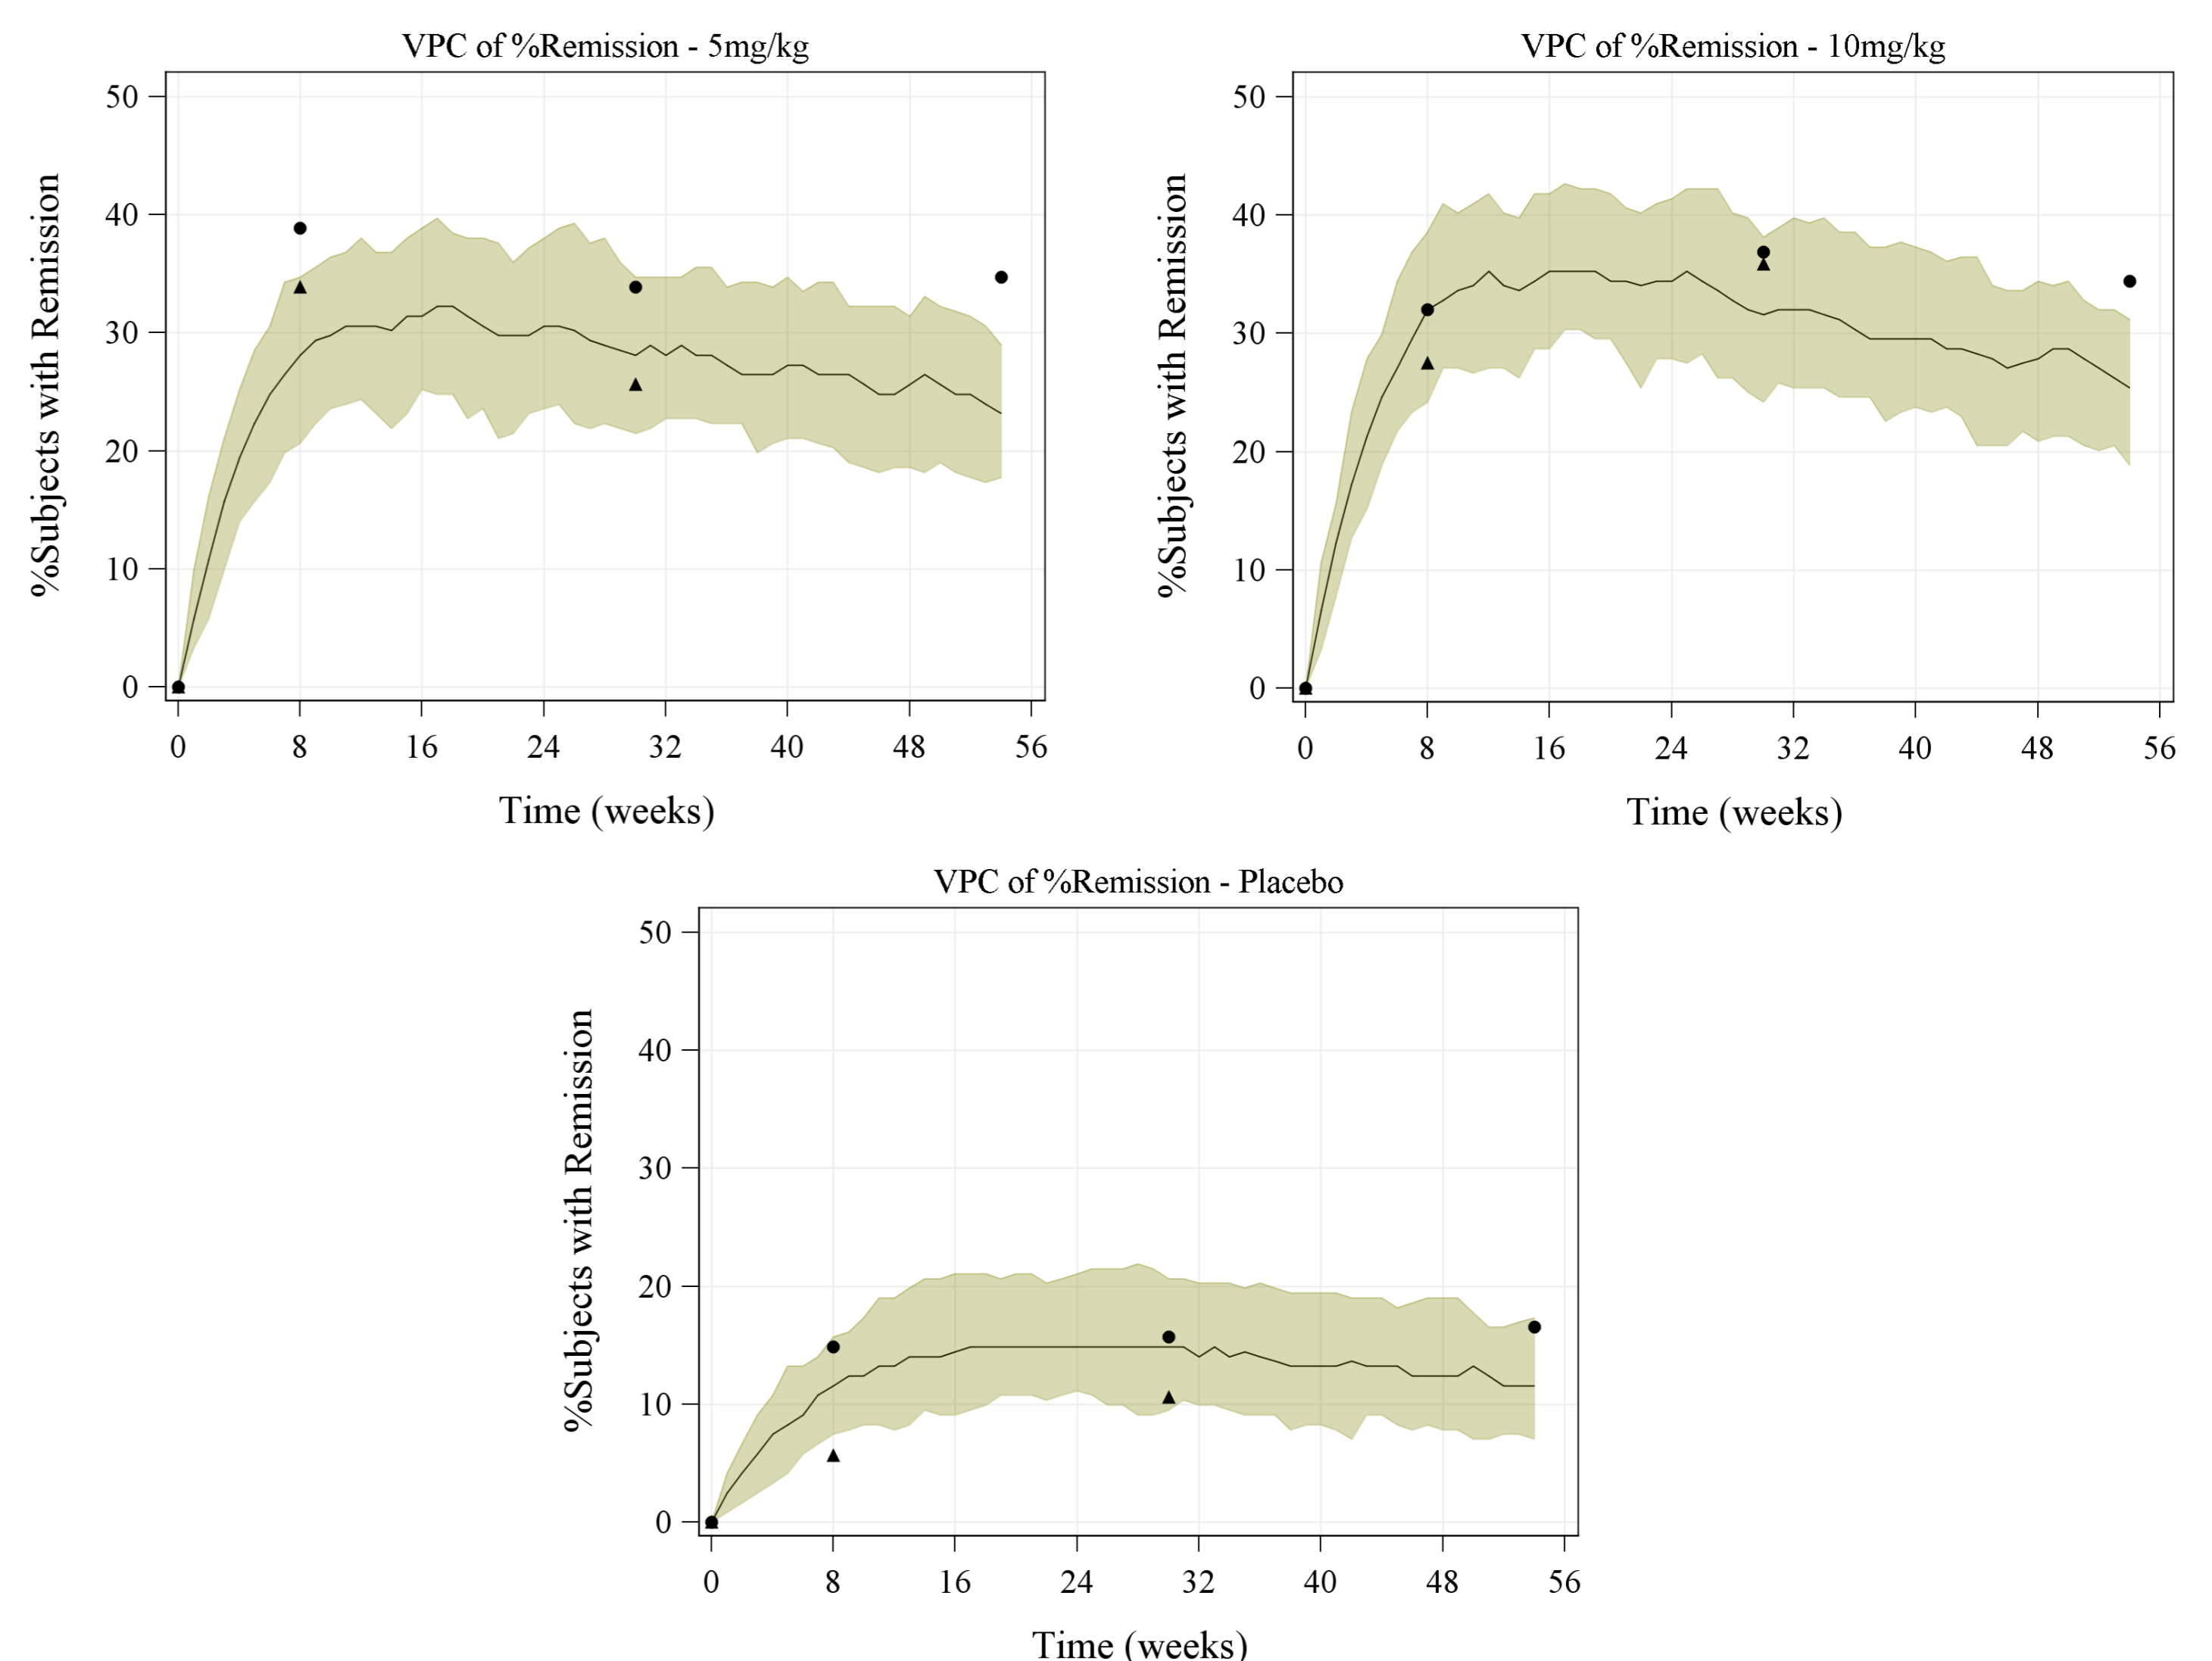 VPC of %Remission - 5mg/kg
%Subjects with Remission
50
40
30
20
10
0
0 8 16 24 32 40 48 56
Time (weeks)
VPC of %Remission - 10mg/kg
%Subjects with Remission
50
40
30
20
10
0
0 8 16 24 32 40 48 56
Time (weeks)
VPC of %Remission - Placebo
%Subjects with Remission
50
40
30
20
10
0
0 8 16 24 32 40 48 56
Time (weeks)